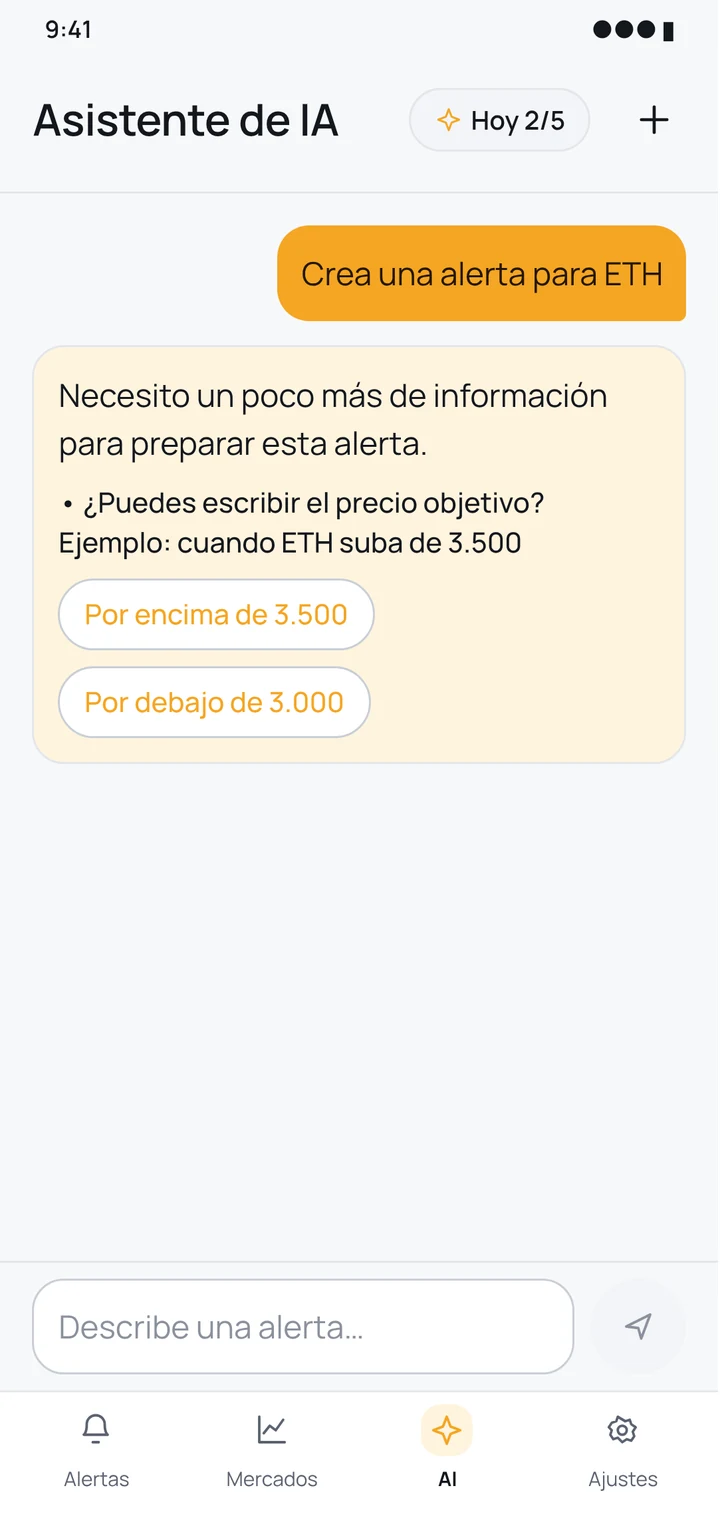 9:41
Asistente de IA
Hoy 2/5
Crea una alerta para ETH
Necesito un poco más de información
para preparar esta alerta.
• ¿Puedes escribir el precio objetivo?
Ejemplo: cuando ETH suba de 3.500
Por encima de 3.500
Por debajo de 3.000
Describe una alerta…
Alertas
Mercados
AI
Ajustes